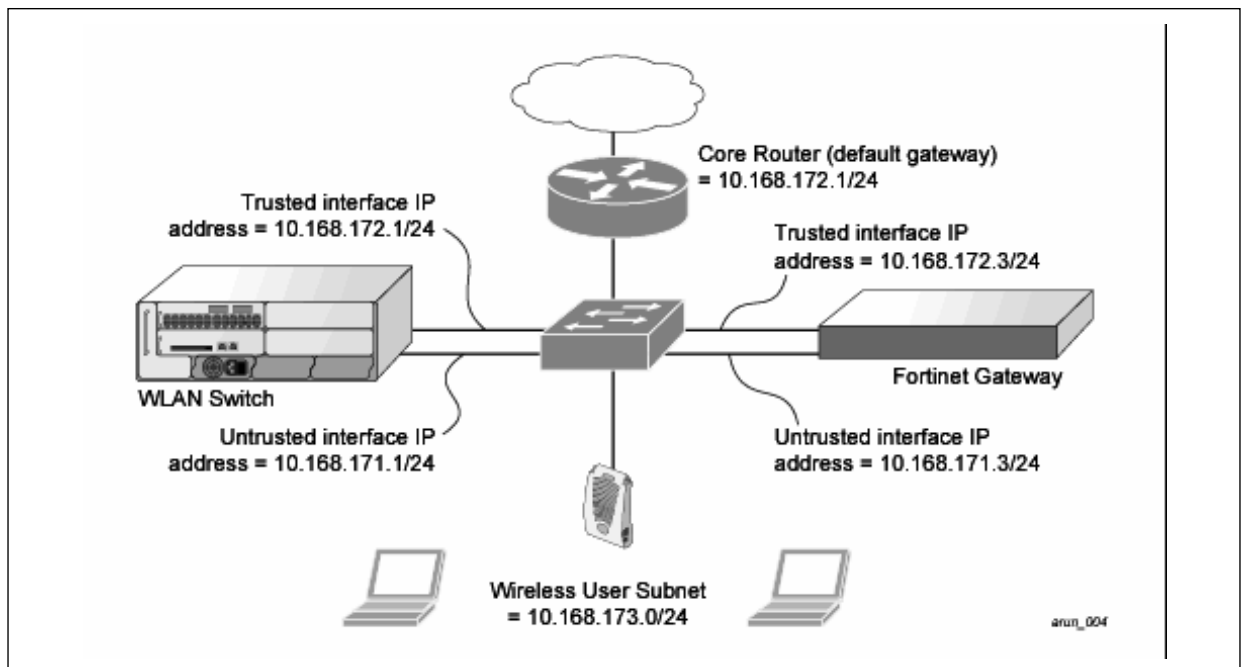 Core Router (default gateway)
= 10.168.172.1/24
Trusted interface IP
address = 10.168.172.1/24
Trusted interface IP
address = 10.168.172.3/24
WLAN Switch
Fortinet Gateway
Untrusted interface IP
address = 10.168.171.1/24
Untrusted interface IP
address = 10.168.171.3/24
Wireless User Subnet
= 10.168.173.0/24
arun_004